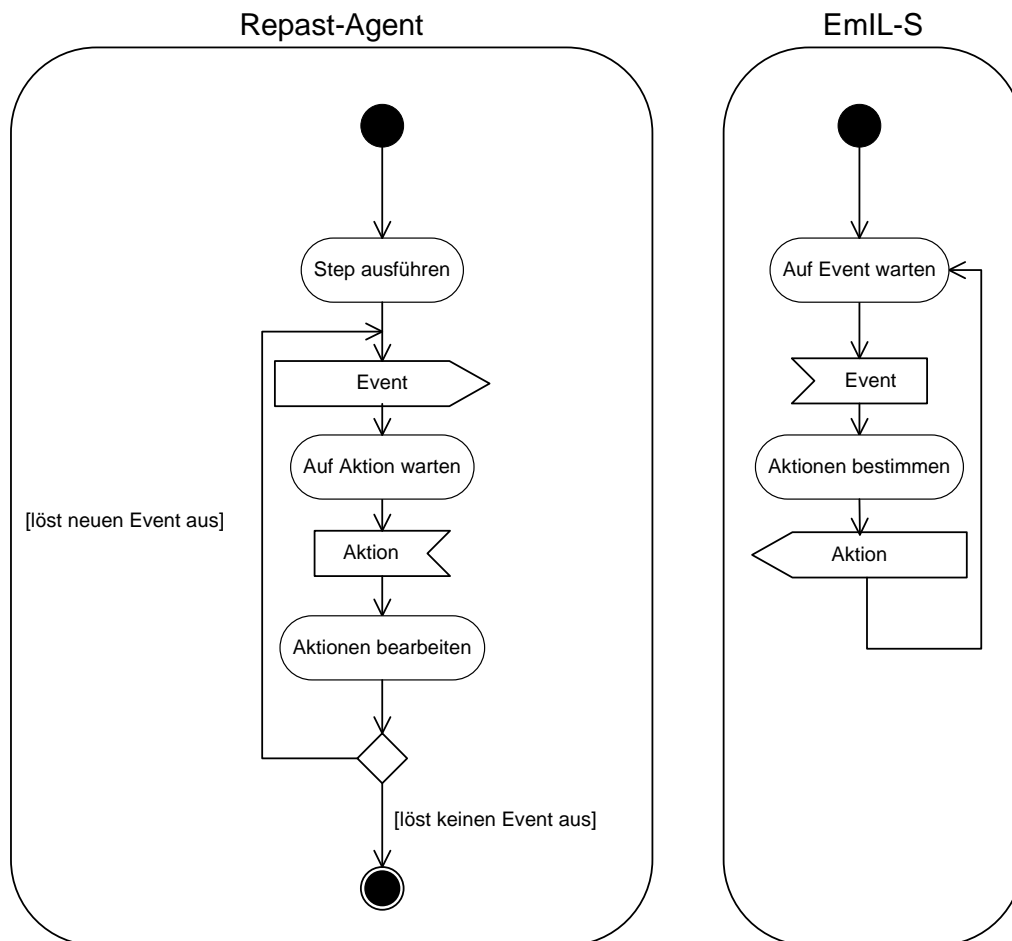 Repast-Agent
Step ausführen
Event
Auf Aktion warten
[löst neuen Event aus]
Aktion
Aktionen bearbeiten
[löst keinen Event aus]
EmIL-S
Auf Event warten
Event
Aktionen bestimmen
Aktion